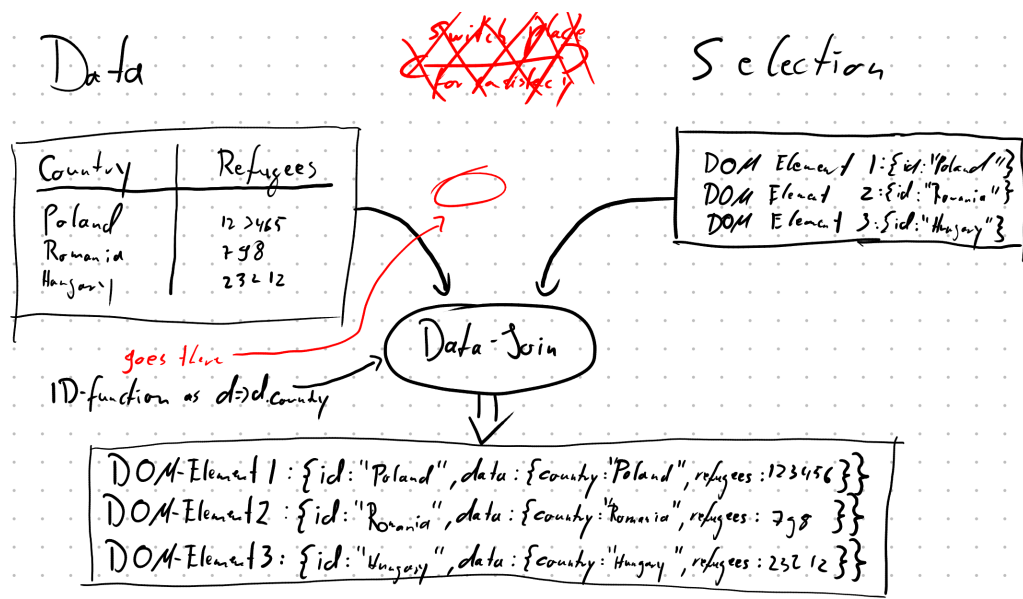 Data
Selection
Country Refugees
Poland 123465
Romania 798
Hungary 23212
DOM Element 1:{id:"Poland"}
DOM Element 2:{id:"Romania"}
DOM Element 3:{id:"Hungary"}
goes there
ID-function as d=>d.country
Data-Join
DOM-Element1:{id:"Poland",data:{country:"Poland",refugees:123456}}
DOM-Element2:{id:"Romania",data:{country:"Romania",refugees: 798}}
DOM-Element3:{id:"Hungary",data:{country:"Hungary",refugees:23212}}